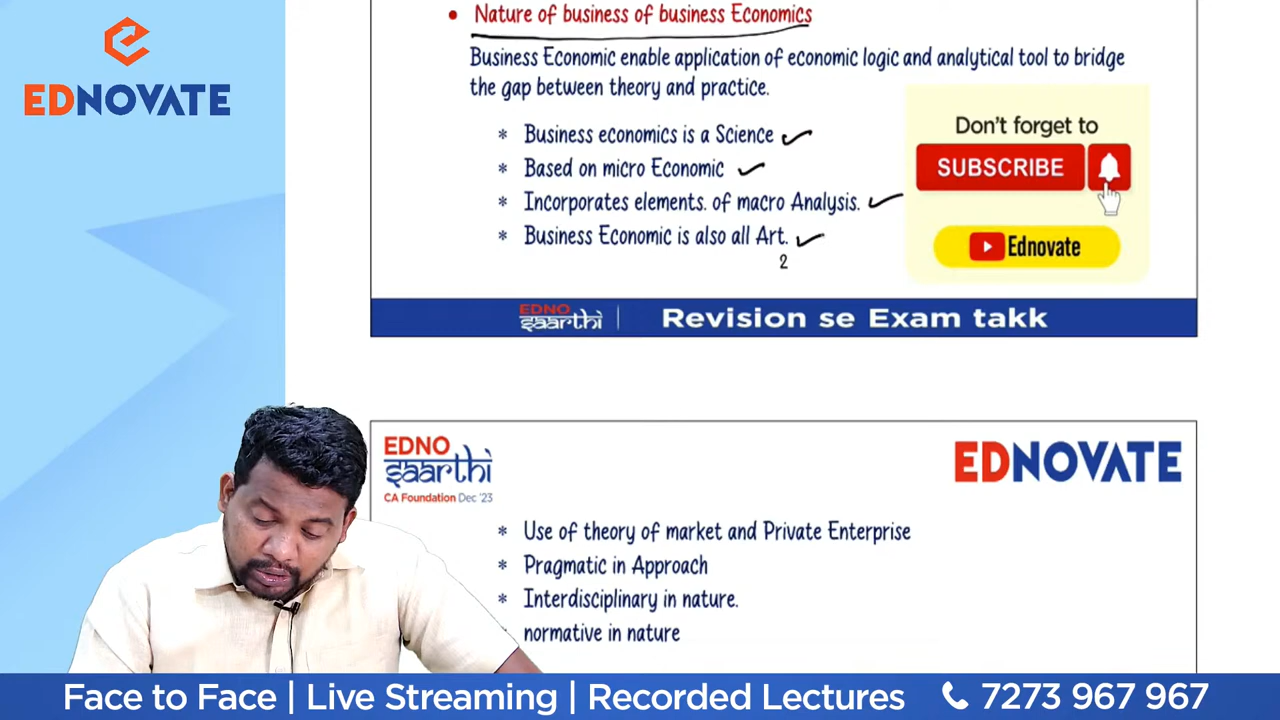 EDNOVATE
• Nature of business of business Economics
Business Economic enable application of economic logic and analytical tool to bridge
the gap between theory and practice.
* Business economics is a Science
* Based on micro Economic
* Incorporates elements. of macro Analysis.
* Business Economic is also all Art.
2
Don't forget to
SUBSCRIBE
Ednovate
EDNO
saarthi
Revision se Exam takk
EDNO
saarthi
CA Foundation Dec '23
EDNOVATE
* Use of theory of market and Private Enterprise
* Pragmatic in Approach
* Interdisciplinary in nature.
* normative in nature
Face to Face | Live Streaming | Recorded Lectures 7273 967 967